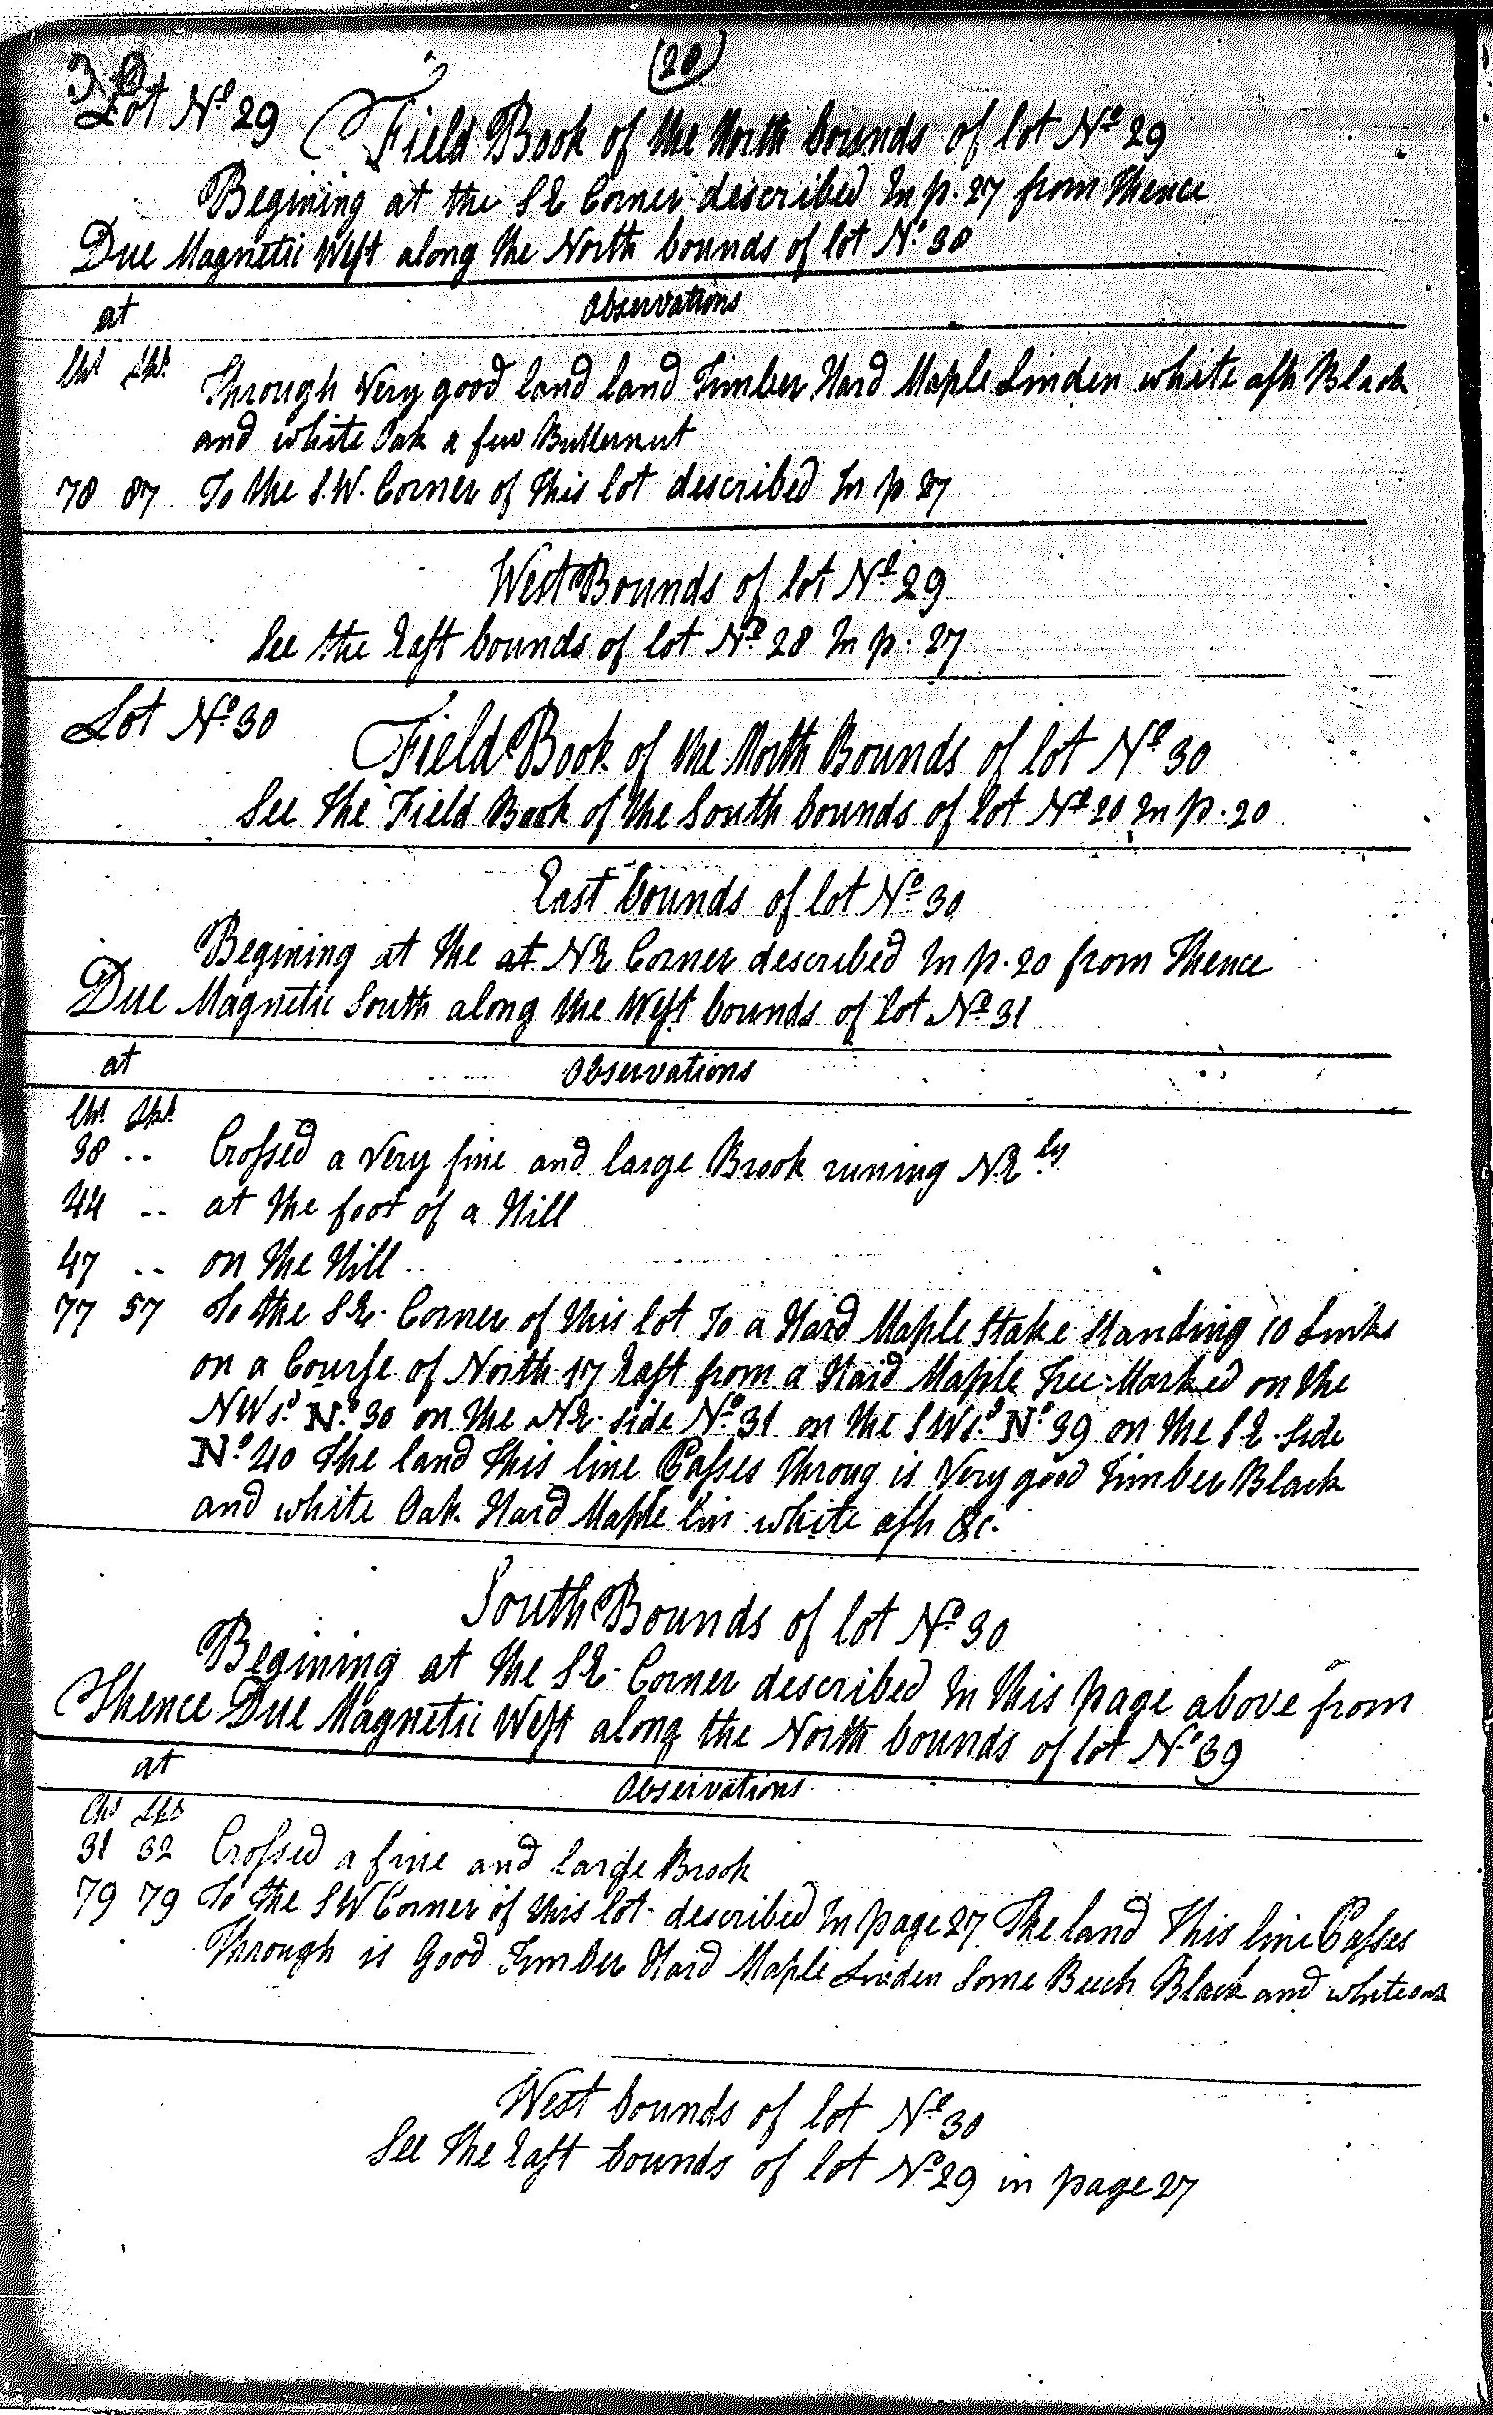 (28)
Lot No 29 Field Book of the North bounds of lot No 29
Begining at the SE Corner described In p. 27 from Thence
Due Magnetic West along the North bounds of lot No. 38
at Observations
Chs Lks Through Very good land land Timber Hard Maple Linden white ash Black
and white Oak a few Butternut
78 87 To the S.W. Corner of this lot described In p 27
West Bounds of lot No 29
See the East bounds of lot No 28 In p. 27
Lot No 30 Field Book of the North Bounds of lot No 30
See the Field Book of the South bounds of lot No 20 In p. 20
East bounds of lot No 30
Begining at the at NE Corner described In p. 20 from Thence
Due Magnetic South along the West bounds of lot No 31
at Observations
Chs. Lks.
38 .. Crossed a very fine and large Brook runing NE ly
44 .. at the foot of a Hill
47 .. on the Hill
77 57 To the SE. Corner of this lot To a Hard Maple Stake Standing 10 Links
on a Course of North 17 East from a Hard Maple Tree Marked on the
NW s.d No. 30 on the NE. side No. 31 on the SW s.d No. 39 on the SE. side
No. 40 The land this line Passes Throug is Very good Timber Black
and white Oak Hard Maple Lin white ash &c.
South Bounds of lot No 30
Begining at the SE. Corner described In this page above from
Thence Due Magnetic West along the North bounds of lot No. 39
at Observations
Chs Lks
31 32 Crossed a fine and large Brook
79 79 To the SW Corner of this lot described In page 27 The land This line Passes
Through is Good Timber Hard Maple Linden Some Beech Black and white oak
West bounds of lot No 30
See the East bounds of lot No 29 in page 27